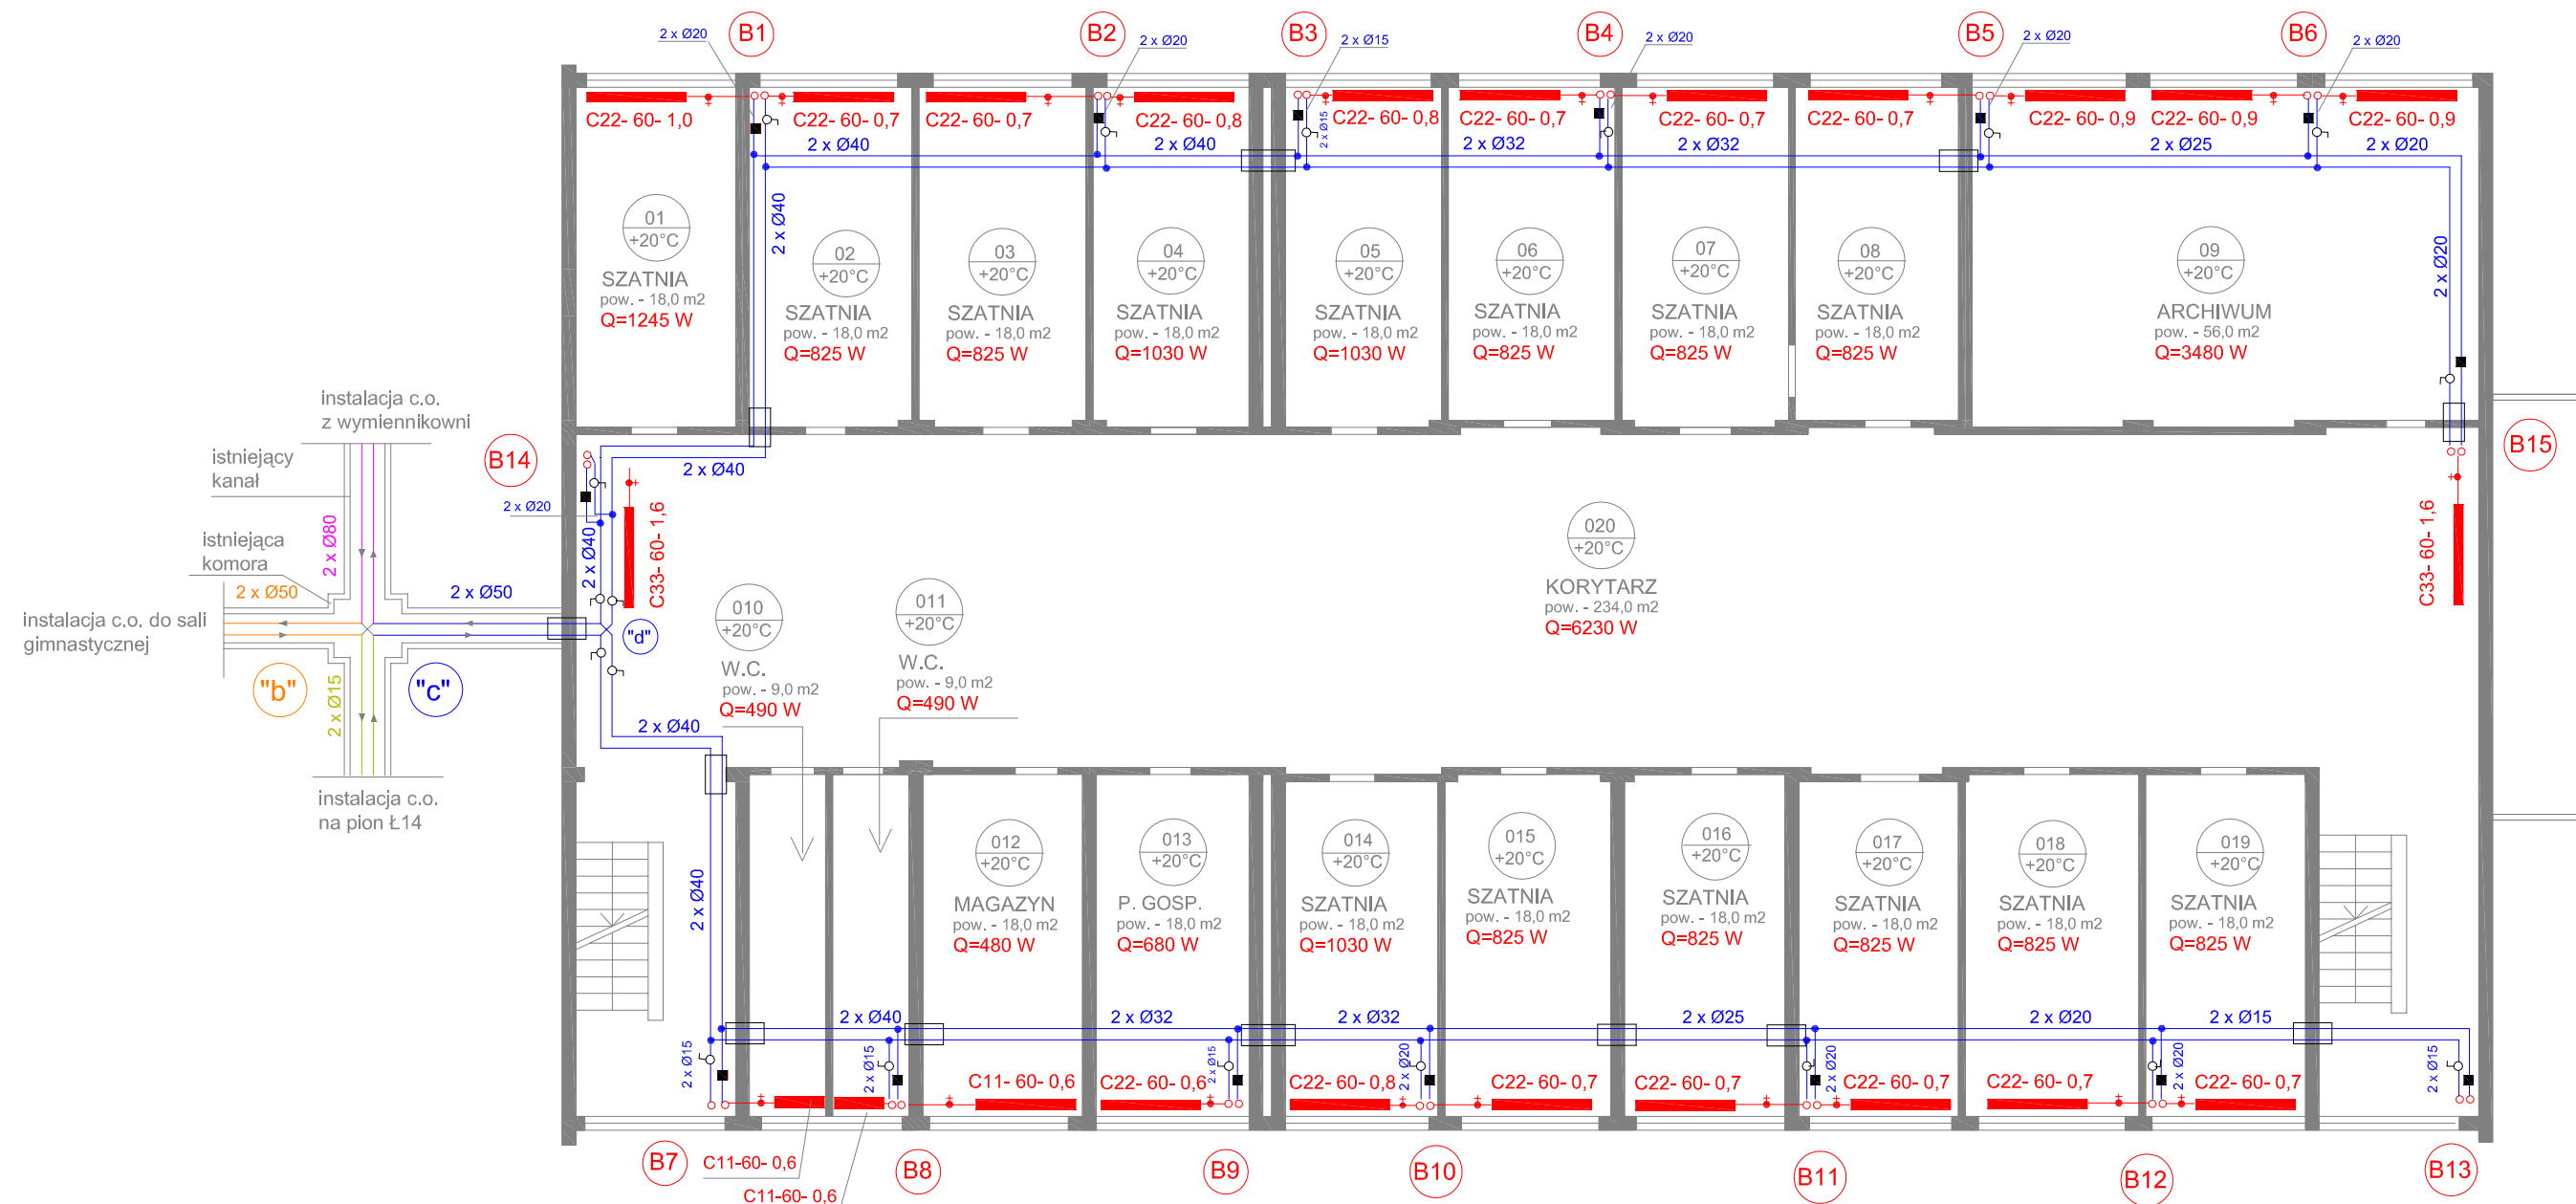 2 x Ø20
B1
B2
2 x Ø20
B3
2 x Ø15
B4
2 x Ø20
B5
2 x Ø20
B6
2 x Ø20
C22- 60- 1,0
C22- 60- 0,7
C22- 60- 0,7
C22- 60- 0,8
C22- 60- 0,8
C22- 60- 0,7
C22- 60- 0,7
C22- 60- 0,7
C22- 60- 0,9
C22- 60- 0,9
C22- 60- 0,9
2 x Ø40
2 x Ø40
2 x Ø15
2 x Ø32
2 x Ø32
2 x Ø25
2 x Ø20
2 x Ø40
2 x Ø20
01
+20°C
SZATNIA
pow. - 18,0 m2
Q=1245 W
02
+20°C
SZATNIA
pow. - 18,0 m2
Q=825 W
03
+20°C
SZATNIA
pow. - 18,0 m2
Q=825 W
04
+20°C
SZATNIA
pow. - 18,0 m2
Q=1030 W
05
+20°C
SZATNIA
pow. - 18,0 m2
Q=1030 W
06
+20°C
SZATNIA
pow. - 18,0 m2
Q=825 W
07
+20°C
SZATNIA
pow. - 18,0 m2
Q=825 W
08
+20°C
SZATNIA
pow. - 18,0 m2
Q=825 W
09
+20°C
ARCHIWUM
pow. - 56,0 m2
Q=3480 W
instalacja c.o.
z wymiennikowni
istniejący
kanał
istniejąca
komora
2 x Ø80
2 x Ø50
2 x Ø50
instalacja c.o. do sali
gimnastycznej
"b"
2 x Ø15
"c"
instalacja c.o.
na pion Ł14
B14
2 x Ø40
2 x Ø20
2 x Ø40
C33- 60- 1,6
"d"
B15
C33- 60- 1,6
010
+20°C
W.C.
pow. - 9,0 m2
Q=490 W
011
+20°C
W.C.
pow. - 9,0 m2
Q=490 W
020
+20°C
KORYTARZ
pow. - 234,0 m2
Q=6230 W
2 x Ø40
2 x Ø40
012
+20°C
MAGAZYN
pow. - 18,0 m2
Q=480 W
013
+20°C
P. GOSP.
pow. - 18,0 m2
Q=680 W
014
+20°C
SZATNIA
pow. - 18,0 m2
Q=1030 W
015
+20°C
SZATNIA
pow. - 18,0 m2
Q=825 W
016
+20°C
SZATNIA
pow. - 18,0 m2
Q=825 W
017
+20°C
SZATNIA
pow. - 18,0 m2
Q=825 W
018
+20°C
SZATNIA
pow. - 18,0 m2
Q=825 W
019
+20°C
SZATNIA
pow. - 18,0 m2
Q=825 W
2 x Ø40
2 x Ø32
2 x Ø32
2 x Ø25
2 x Ø20
2 x Ø15
2 x Ø15
2 x Ø15
2 x Ø15
2 x Ø20
2 x Ø20
2 x Ø20
2 x Ø15
C11- 60- 0,6
C22- 60- 0,6
C22- 60- 0,8
C22- 60- 0,7
C22- 60- 0,7
C22- 60- 0,7
C22- 60- 0,7
C22- 60- 0,7
B7
C11-60- 0,6
C11-60- 0,6
B8
B9
B10
B11
B12
B13